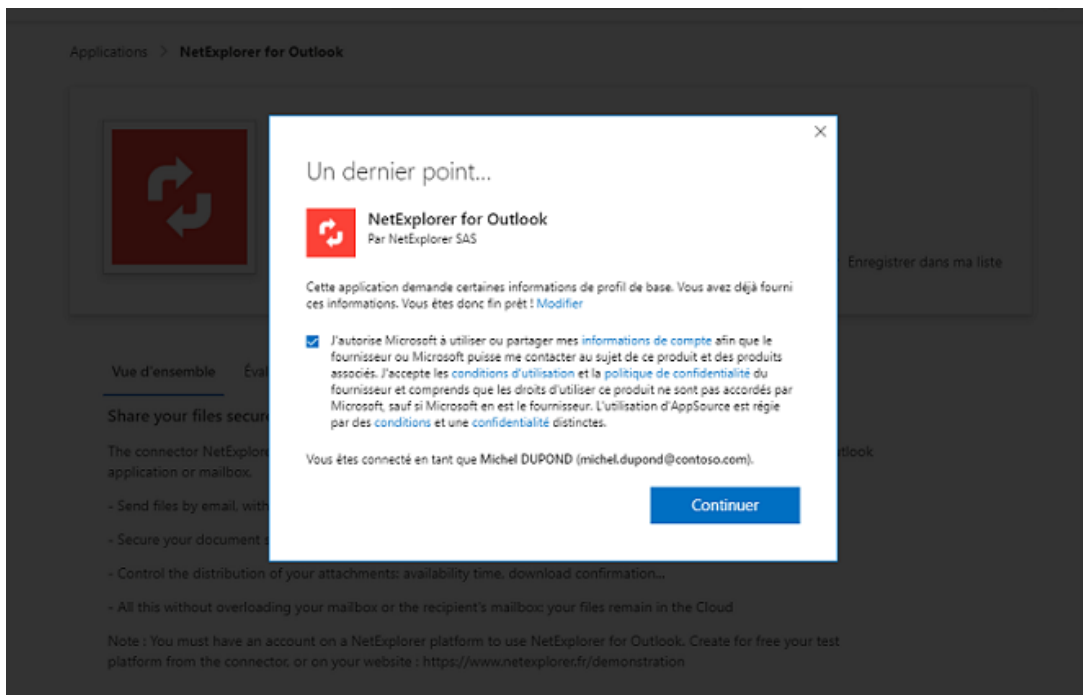 Applications > NetExplorer for Outlook
Un dernier point...
NetExplorer for Outlook
Par NetExplorer SAS
Enregistrer dans ma liste
Cette application demande certaines informations de profil de base. Vous avez déjà fourni
ces informations. Vous êtes donc fin prêt ! Modifier
J'autorise Microsoft à utiliser ou partager mes informations de compte afin que le
fournisseur ou Microsoft puisse me contacter au sujet de ce produit et des produits
associés. J'accepte les conditions d'utilisation et la politique de confidentialité du
fournisseur et comprends que les droits d'utiliser ce produit ne sont pas accordés par
Microsoft, sauf si Microsoft en est le fournisseur. L'utilisation d'AppSource est régie
par des conditions et une confidentialité distinctes.
Vous êtes connecté en tant que Michel DUPOND (michel.dupond@contoso.com).
Continuer
Vue d'ensemble Éval
Share your files secur
The connector NetExplore tlook
application or mailbox.
- Send files by email, with
- Secure your document s
- Control the distribution of your attachments: availability time, download confirmation...
- All this without overloading your mailbox or the recipient's mailbox: your files remain in the Cloud
Note : You must have an account on a NetExplorer platform to use NetExplorer for Outlook. Create for free your test
platform from the connector, or on your website : https://www.netexplorer.fr/demonstration